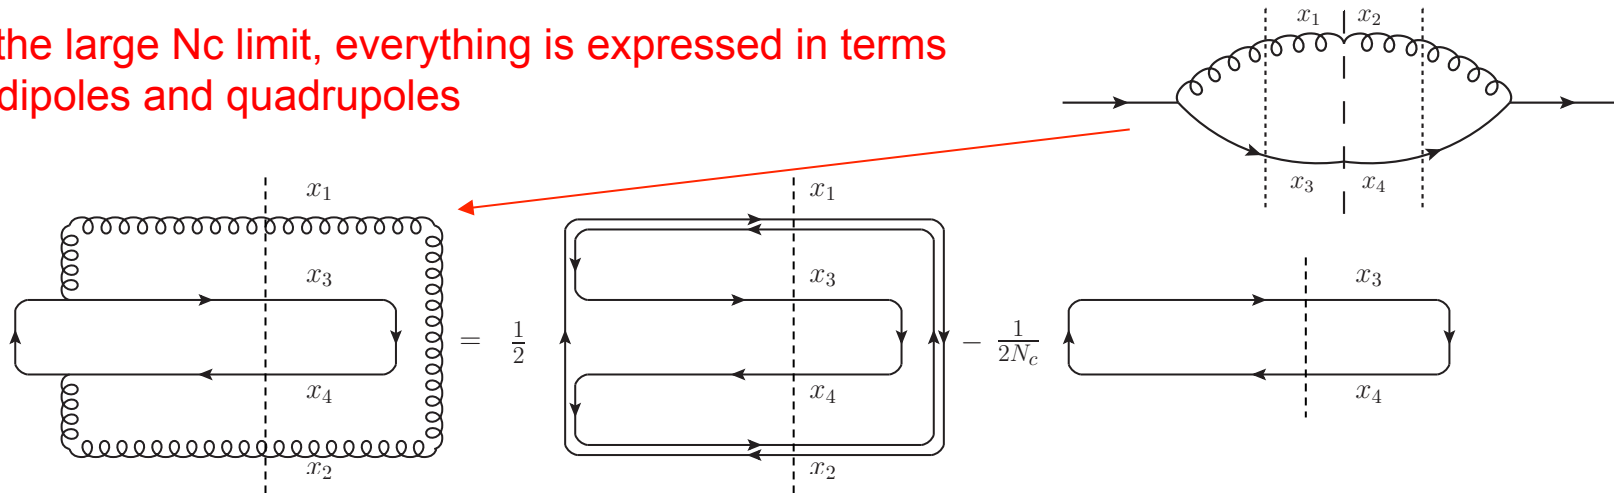 the large Nc limit, everything is expressed in terms
dipoles and quadrupoles
x₁ x₂
x₃ x₄
x₁
x₃
x₄
x₂
= 1/2
x₁
x₃
x₄
x₂
− 1/(2N_c)
x₃
x₄